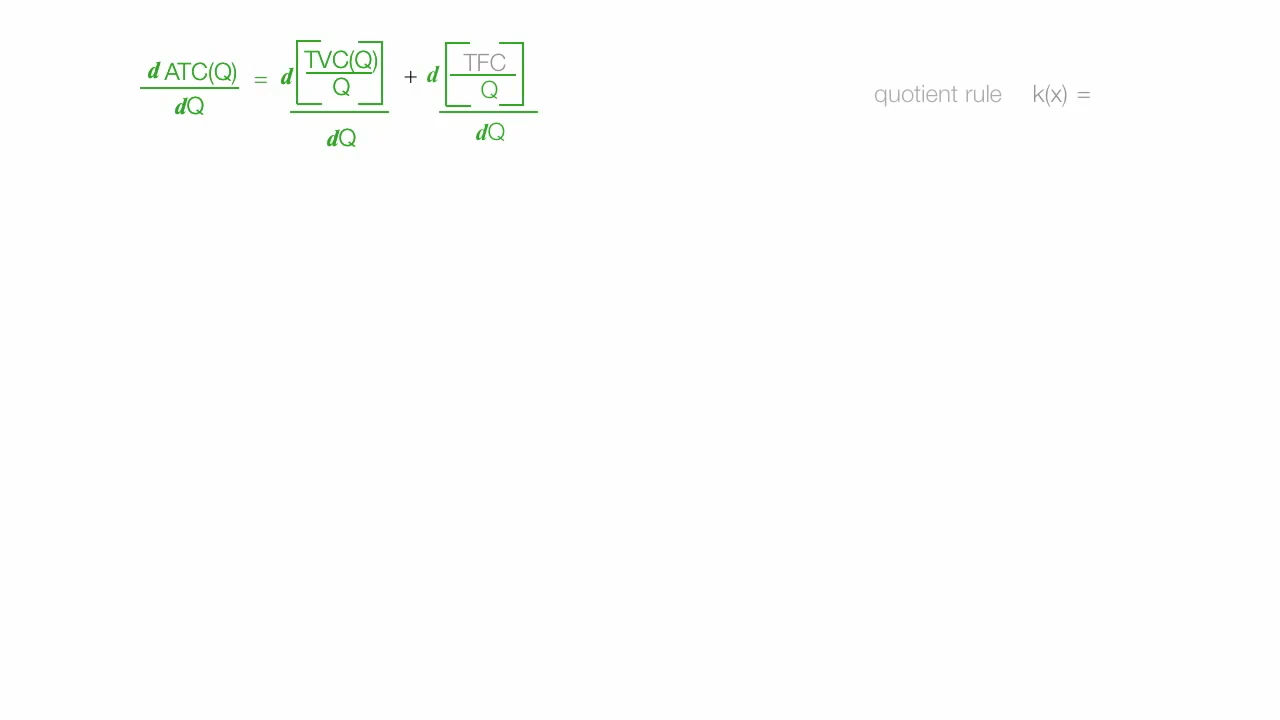 d ATC(Q) / dQ = d[TVC(Q) / Q] / dQ + d[TFC / Q] / dQ
quotient rule k(x) =